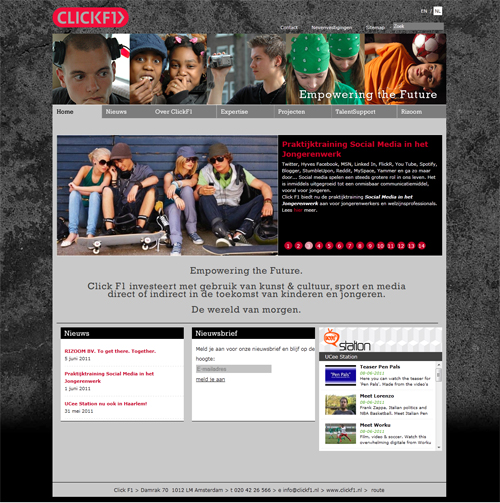 CLICKF1>
EN / NL
Contact Nevenvestigingen Sitemap Zoek
Empowering the Future
Home Nieuws Over ClickF1 Expertise Projecten TalentSupport Rizoom
Praktijktraining Social Media in het
Jongerenwerk
Twitter, Hyves Facebook, MSN, Linked In, FlickR, You Tube, Spotify,
Blogger, StumbleUpon, Reddit, MySpace, Yammer en ga zo maar
door... Social media spelen een steeds grotere rol in ons leven. Het
is inmiddels uitgegroeid tot een onmisbaar communicatiemiddel,
vooral voor jongeren.
Click F1 biedt nu de praktijktraining Social Media in het
Jongerenwerk aan voor jongerenwerkers en welzijnsprofessionals.
Lees hier meer.
1 2 3 4 5 6 7 8 9 10 11 12 13 14
Empowering the Future.
Click F1 investeert met gebruik van kunst & cultuur, sport en media
direct of indirect in de toekomst van kinderen en jongeren.
De wereld van morgen.
Nieuws
RIZOOM BV. To get there. Together.
5 juni 2011
Praktijktraining Social Media in het
Jongerenwerk
1 juni 2011
UCee Station nu ook in Haarlem!
31 mei 2011
Nieuwsbrief
Meld je aan voor onze nieuwsbrief en blijf op de
hoogte:
E-mailadres
meld je aan
station
UCee Station
Teaser Pen Pals
08-06-2011
Here you can watch the teaser for
'Pen Pals'. Made from the video's
"Pen Pals"
Meet Lorenzo
08-06-2011
Frank Zappa, Italian politics and
NBA Basketball. Meet Italian Pen
Meet Worku
08-06-2011
Film, video & soccer. Watch this
overwhelming digitals from Worku
Click F1 > Damrak 70 1012 LM Amsterdam > t 020 42 26 566 > e info@clickf1.nl > www.clickf1.nl > route